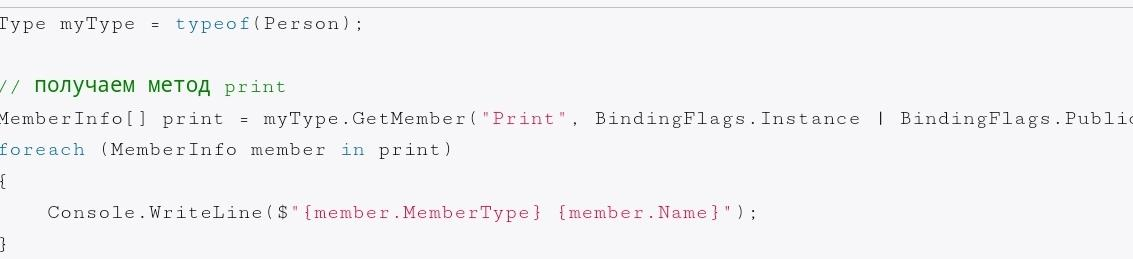 Type myType = typeof(Person);
// получаем метод print
MemberInfo[] print = myType.GetMember("Print", BindingFlags.Instance | BindingFlags.Public
foreach (MemberInfo member in print)
{
    Console.WriteLine($"{member.MemberType} {member.Name}");
}